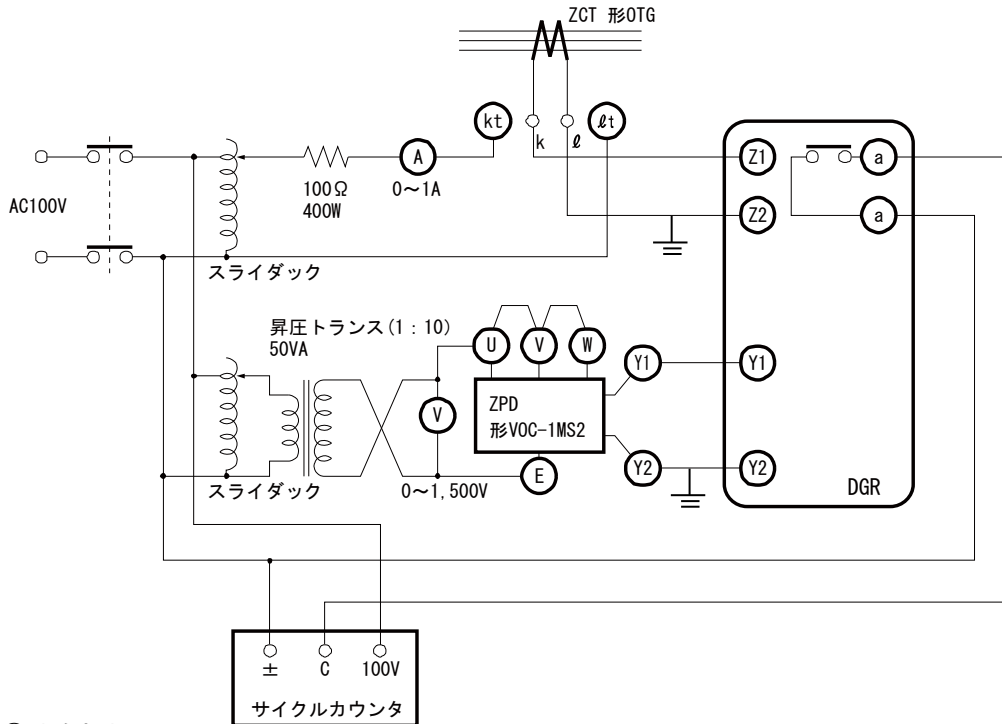 ZCT 形OTG
kt
k
ℓ
ℓt
AC100V
100Ω
400W
A
0～1A
Z1
a
Z2
a
スライダック
昇圧トランス(1：10)
50VA
U
V
W
Y1
Y1
V
ZPD
形VOC-1MS2
スライダック
0～1,500V
E
Y2
Y2
DGR
±
C
100V
サイクルカウンタ